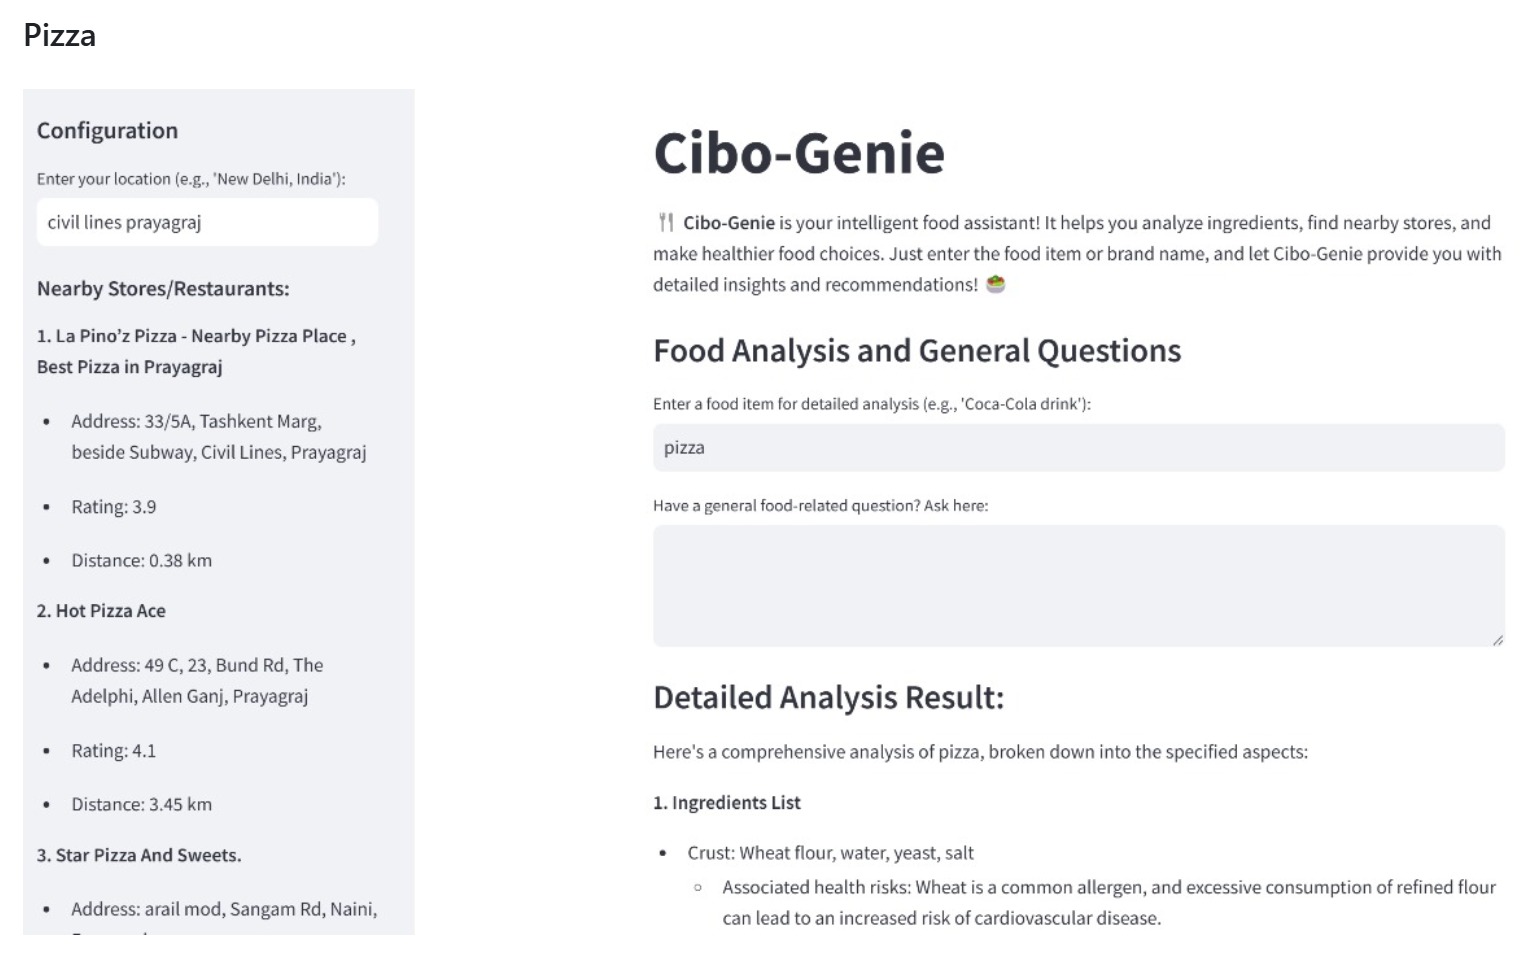 Pizza
Configuration
Enter your location (e.g., 'New Delhi, India'):
civil lines prayagraj
Nearby Stores/Restaurants:
1. La Pino’z Pizza - Nearby Pizza Place ,
Best Pizza in Prayagraj
• Address: 33/5A, Tashkent Marg,
beside Subway, Civil Lines, Prayagraj
• Rating: 3.9
• Distance: 0.38 km
2. Hot Pizza Ace
• Address: 49 C, 23, Bund Rd, The
Adelphi, Allen Ganj, Prayagraj
• Rating: 4.1
• Distance: 3.45 km
3. Star Pizza And Sweets.
• Address: arail mod, Sangam Rd, Naini,
Cibo-Genie
🍴 Cibo-Genie is your intelligent food assistant! It helps you analyze ingredients, find nearby stores, and
make healthier food choices. Just enter the food item or brand name, and let Cibo-Genie provide you with
detailed insights and recommendations! 🥗
Food Analysis and General Questions
Enter a food item for detailed analysis (e.g., 'Coca-Cola drink'):
pizza
Have a general food-related question? Ask here:
Detailed Analysis Result:
Here's a comprehensive analysis of pizza, broken down into the specified aspects:
1. Ingredients List
• Crust: Wheat flour, water, yeast, salt
◦ Associated health risks: Wheat is a common allergen, and excessive consumption of refined flour
can lead to an increased risk of cardiovascular disease.